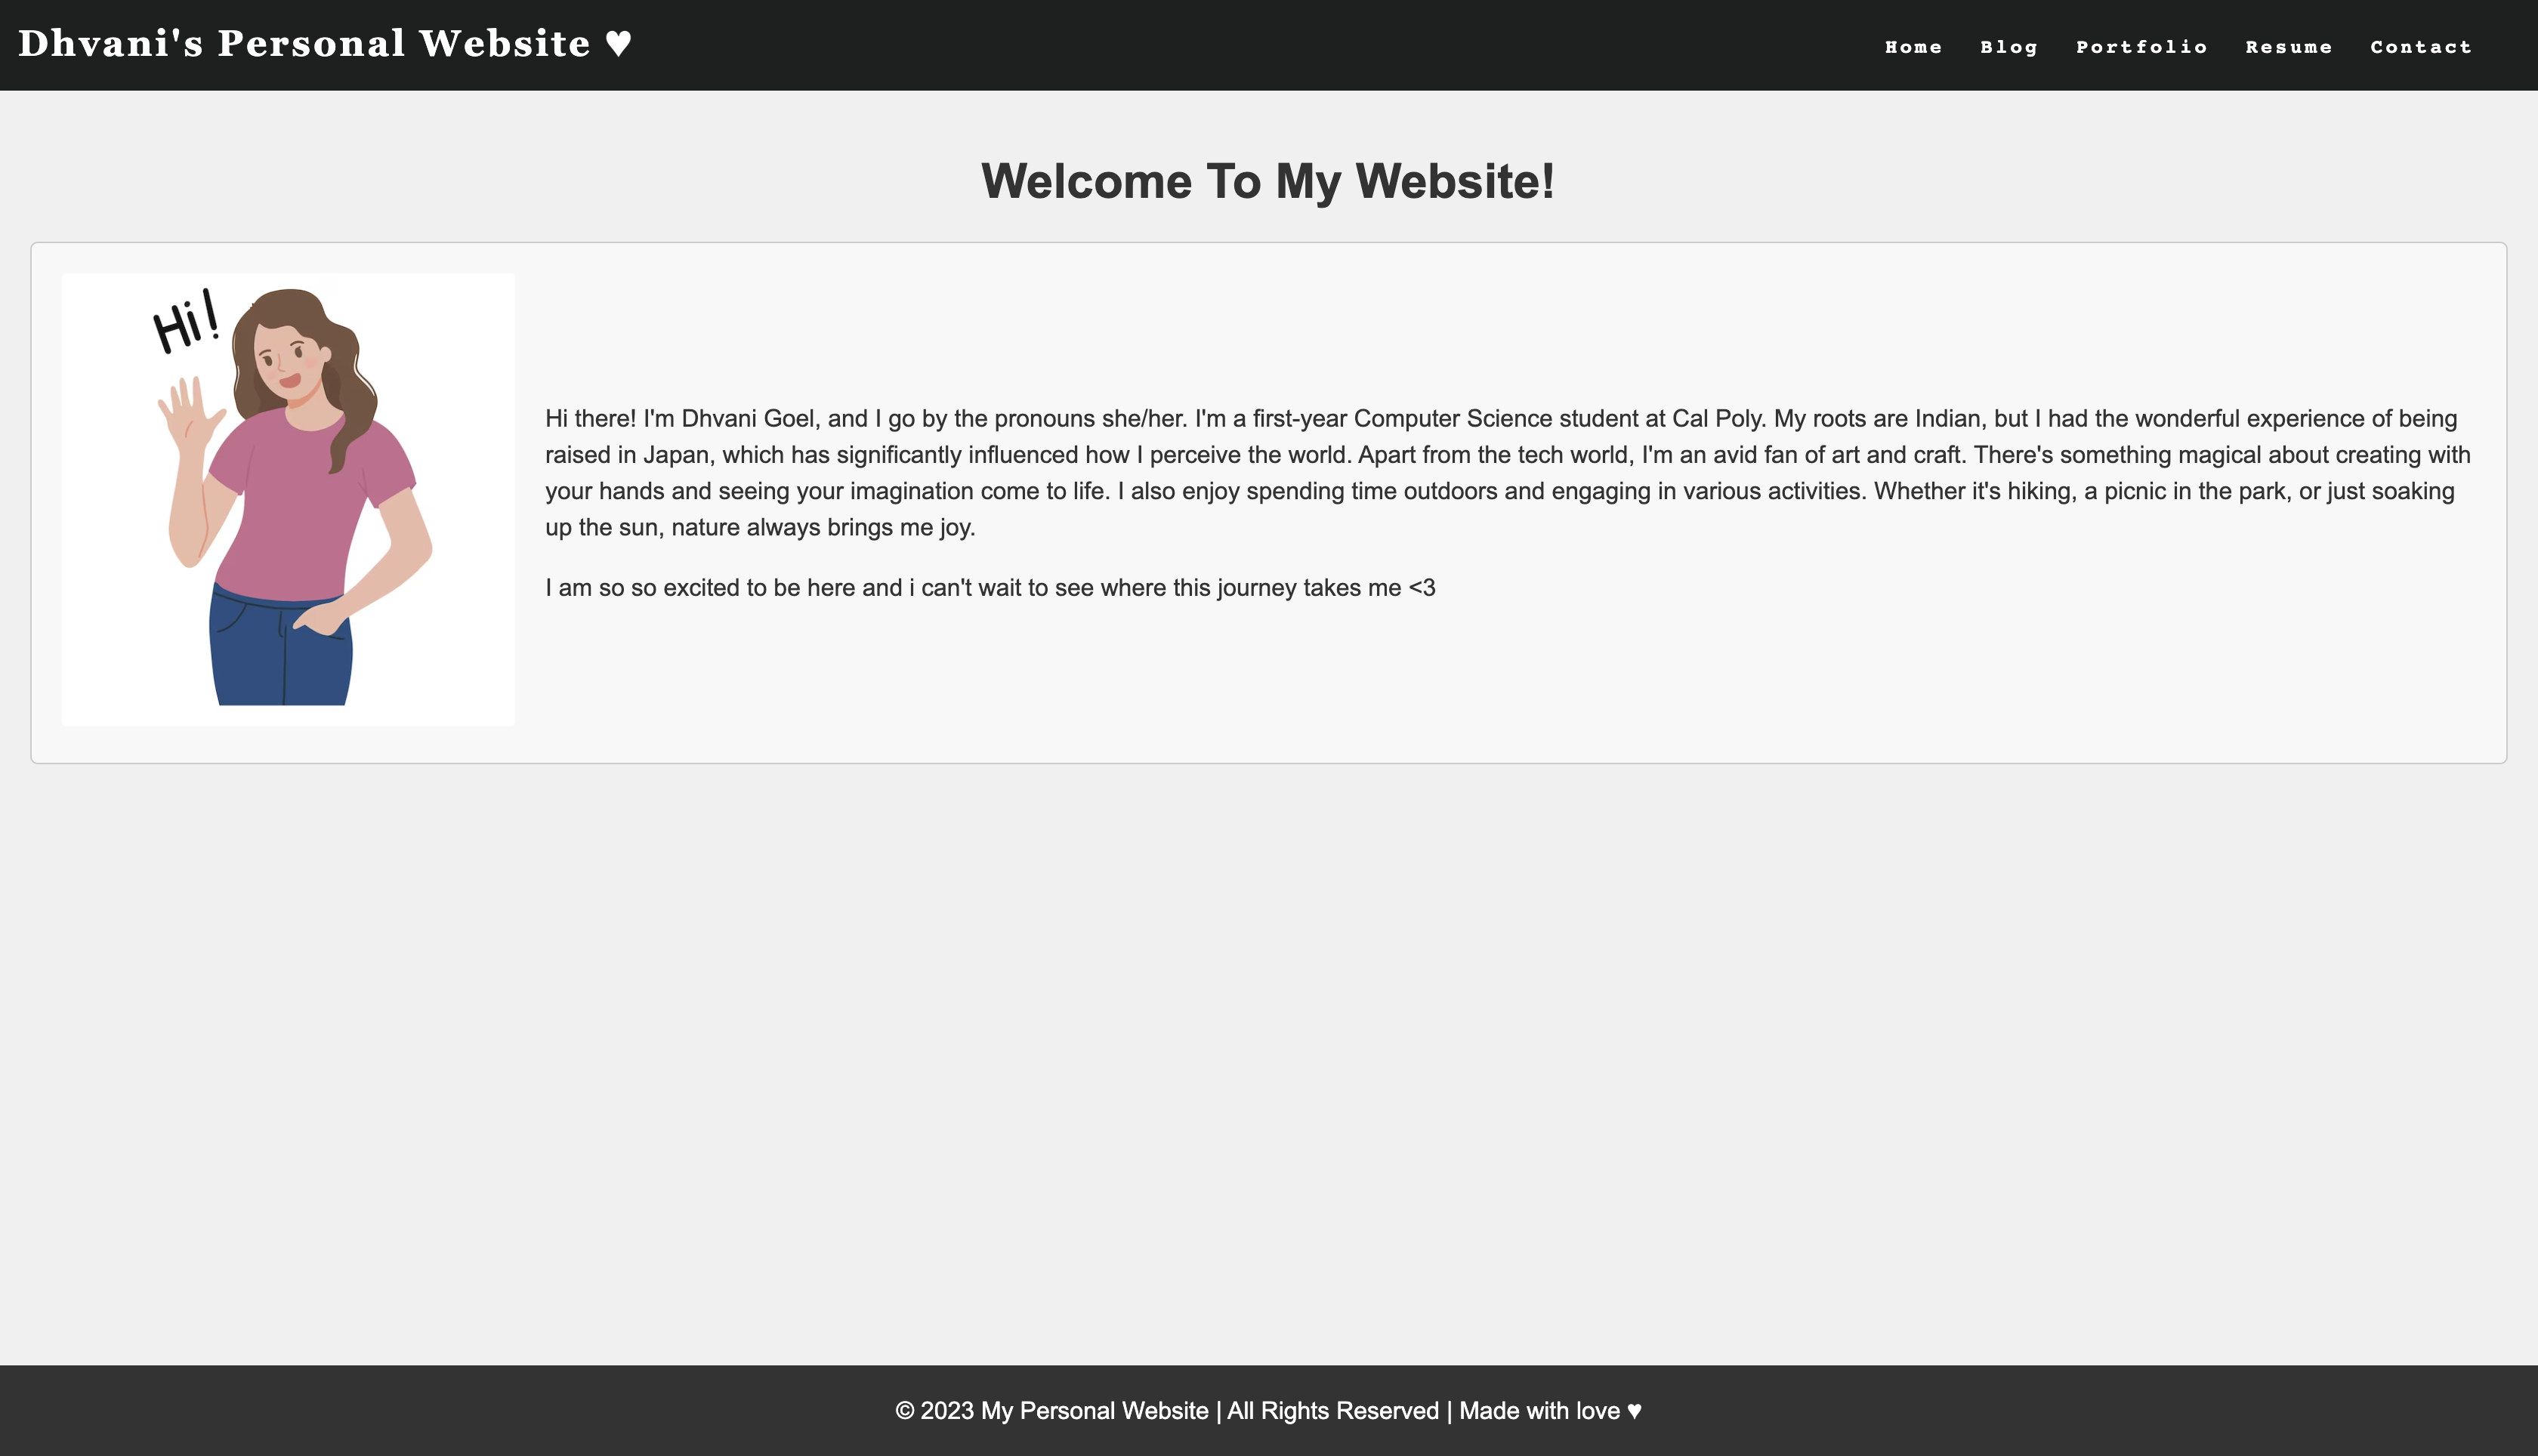 Dhvani's Personal Website ♥
Home Blog Portfolio Resume Contact
Welcome To My Website!
Hi!
Hi there! I'm Dhvani Goel, and I go by the pronouns she/her. I'm a first-year Computer Science student at Cal Poly. My roots are Indian, but I had the wonderful experience of being
raised in Japan, which has significantly influenced how I perceive the world. Apart from the tech world, I'm an avid fan of art and craft. There's something magical about creating with
your hands and seeing your imagination come to life. I also enjoy spending time outdoors and engaging in various activities. Whether it's hiking, a picnic in the park, or just soaking
up the sun, nature always brings me joy.
I am so so excited to be here and i can't wait to see where this journey takes me <3
© 2023 My Personal Website | All Rights Reserved | Made with love ♥